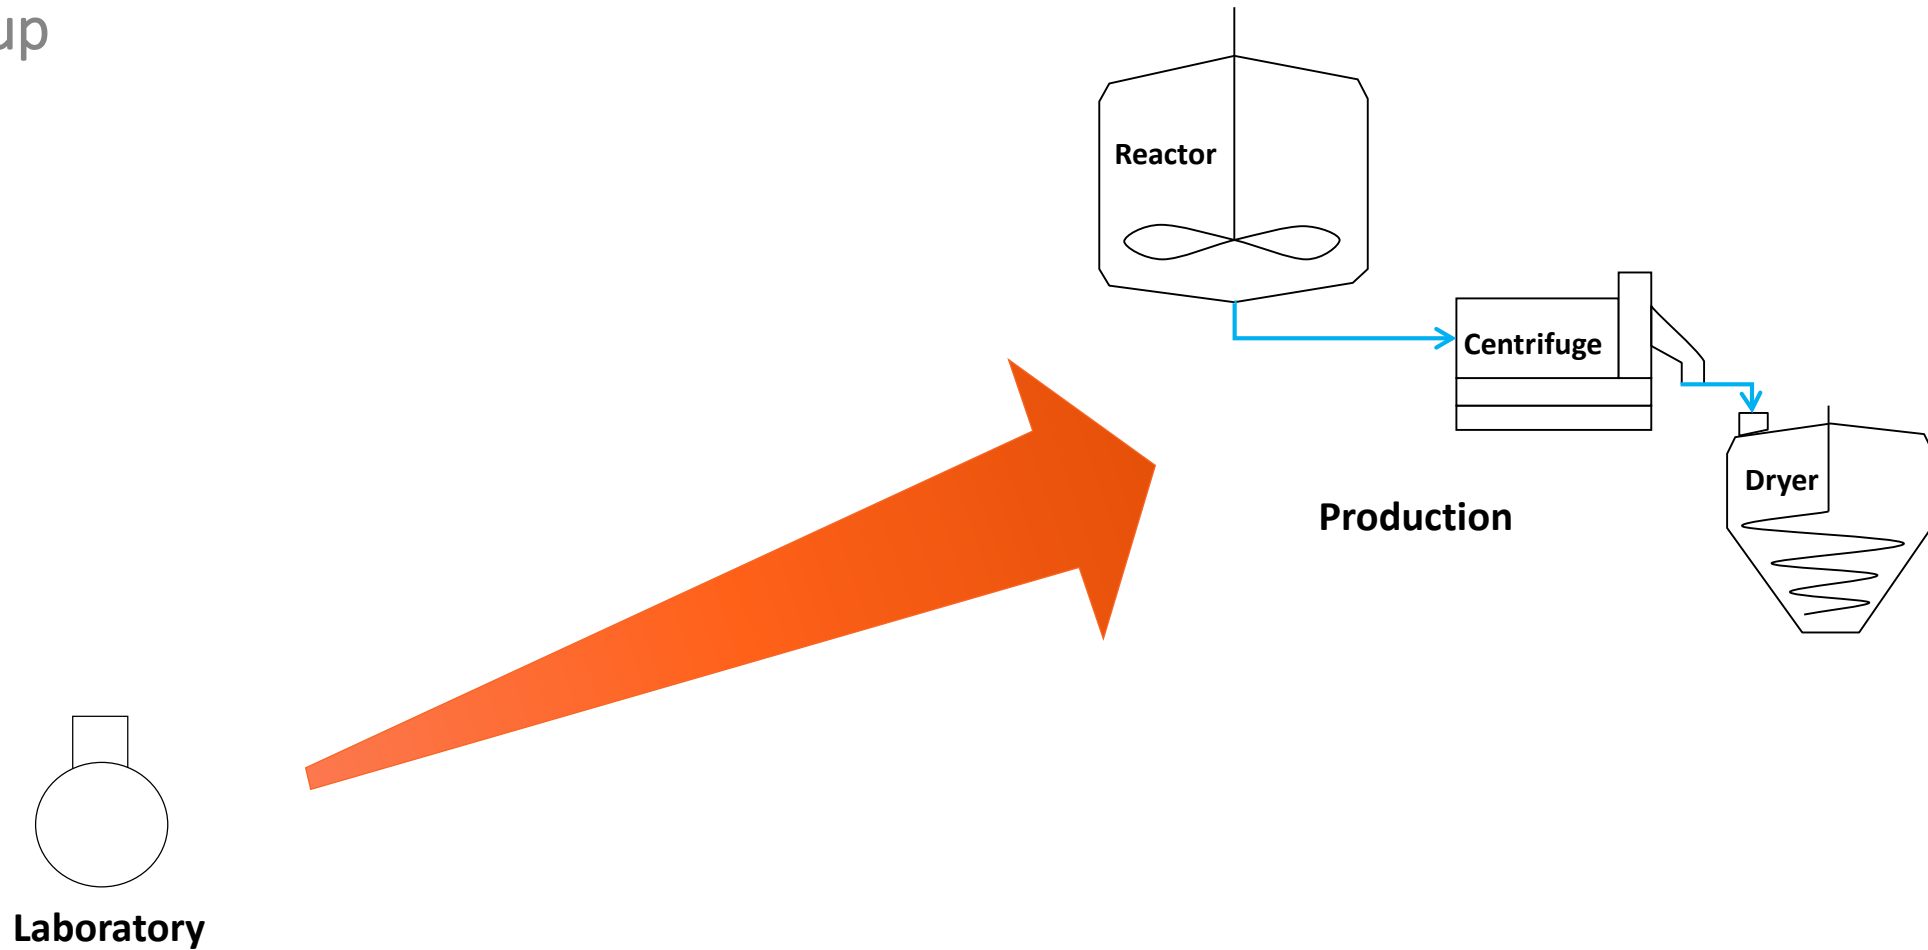 up
Reactor
Centrifuge
Dryer
Production
Laboratory